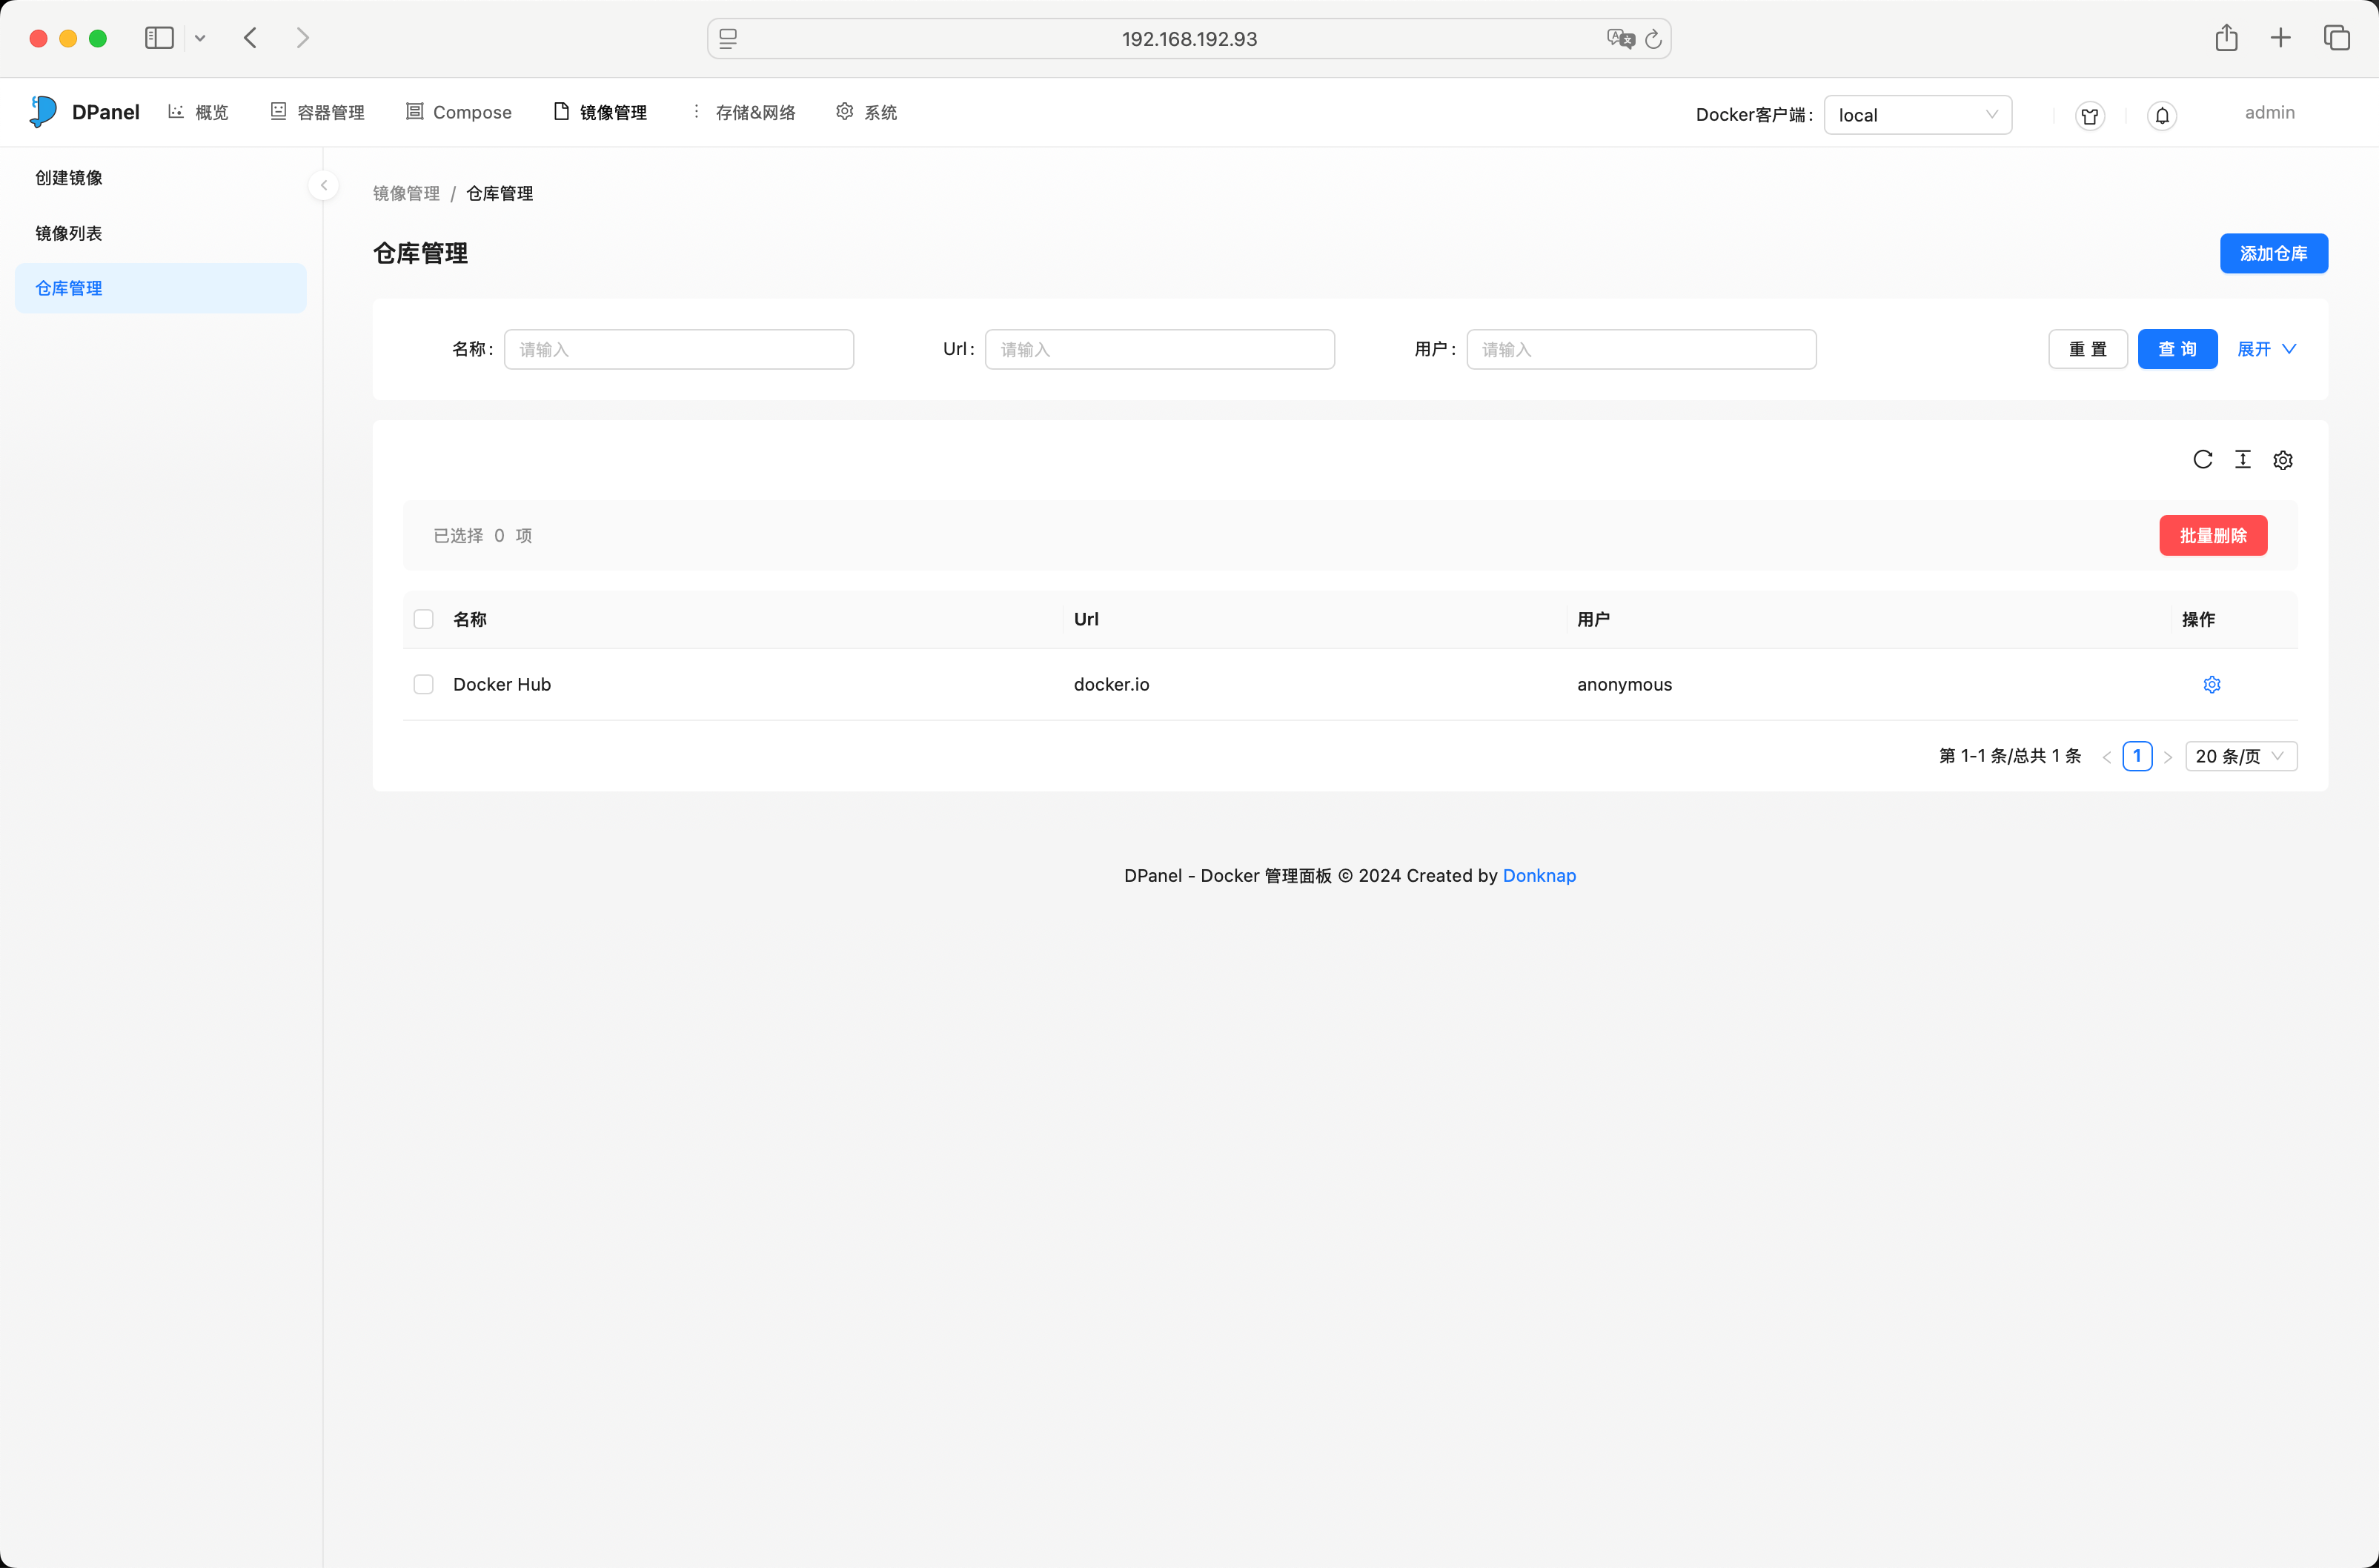 192.168.192.93
DPanel 概览 容器管理 Compose 镜像管理 存储&网络 系统 Docker客户端: local admin
创建镜像
镜像列表
仓库管理
镜像管理 / 仓库管理
仓库管理 添加仓库
名称: 请输入 Url: 请输入 用户: 请输入 重 置 查 询 展开
已选择 0 项 批量删除
名称 Url 用户 操作
Docker Hub docker.io anonymous
第 1-1 条/总共 1 条 1 20 条/页
DPanel - Docker 管理面板 © 2024 Created by Donknap